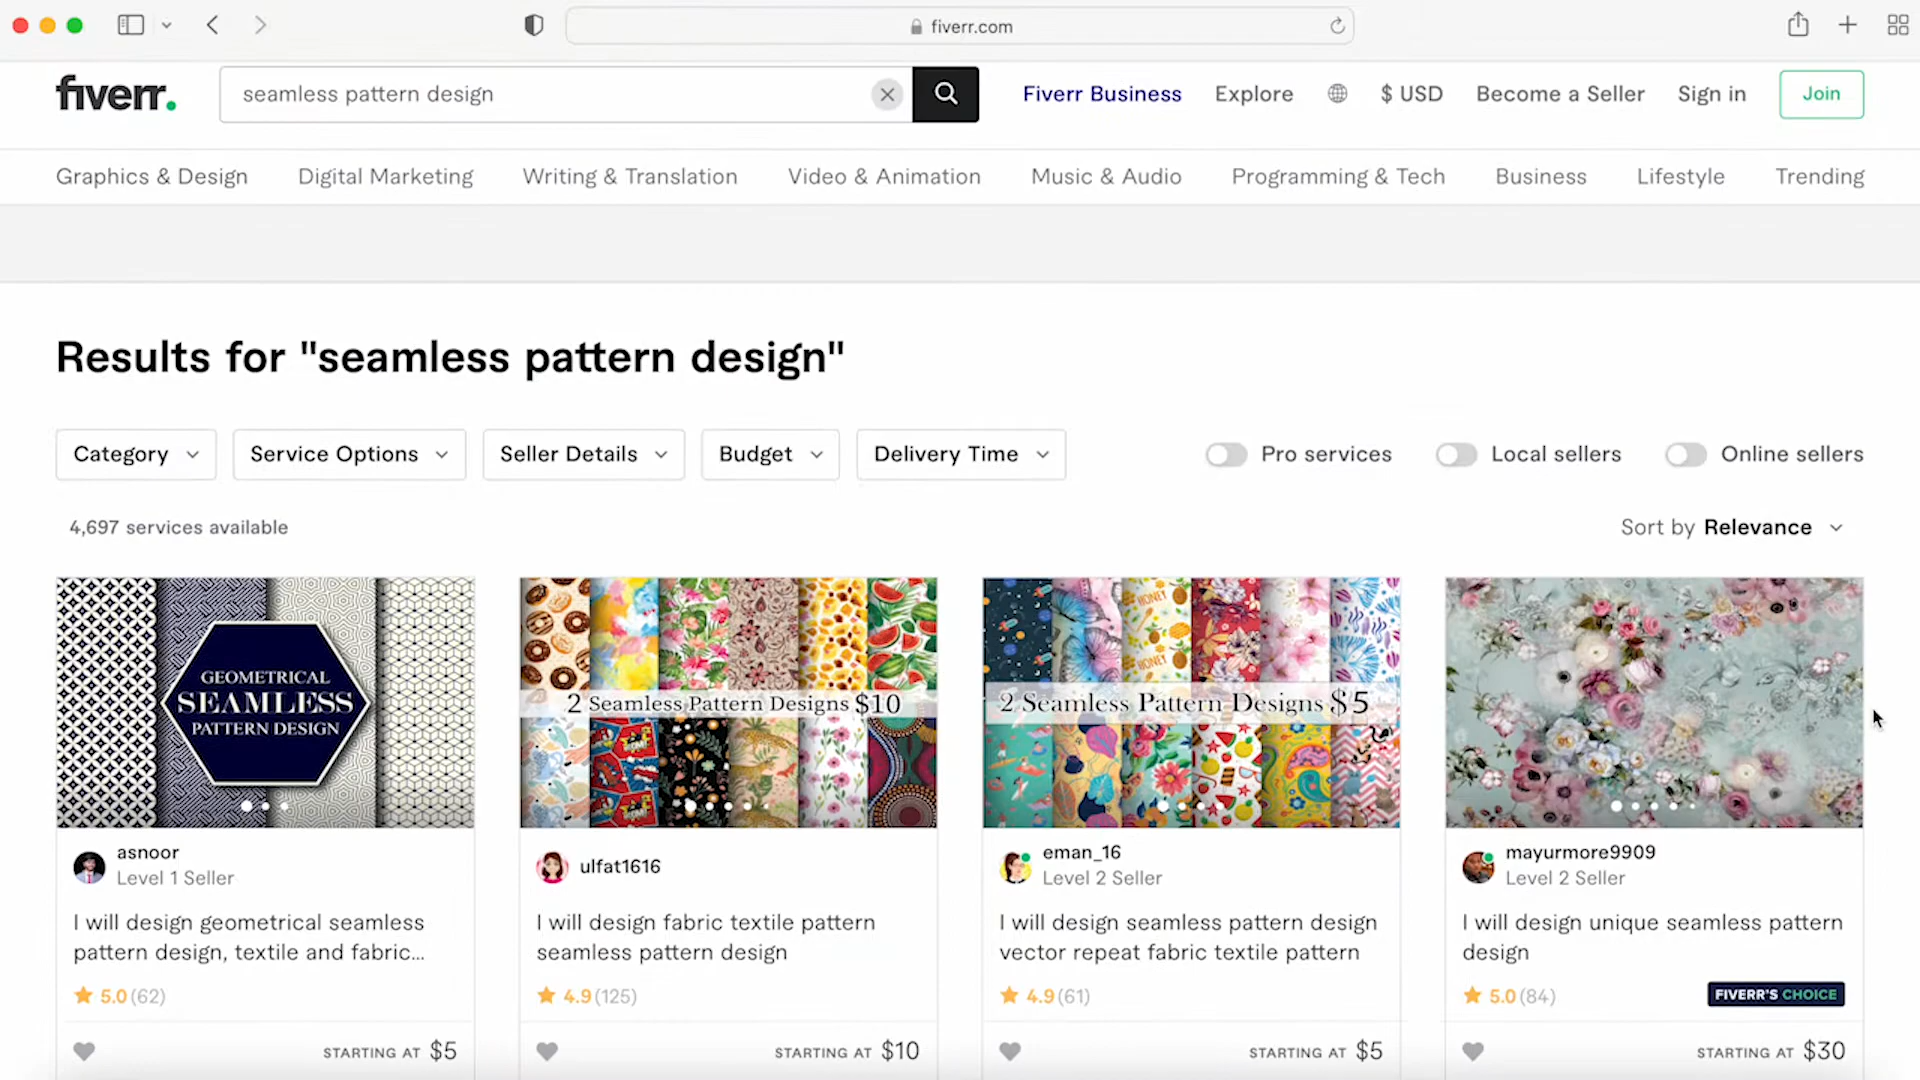 fiverr.com
fiverr.
seamless pattern design
Fiverr Business
Explore
$ USD
Become a Seller
Sign in
Join
Graphics & Design
Digital Marketing
Writing & Translation
Video & Animation
Music & Audio
Programming & Tech
Business
Lifestyle
Trending
Results for "seamless pattern design"
Category
Service Options
Seller Details
Budget
Delivery Time
Pro services
Local sellers
Online sellers
4,697 services available
Sort by Relevance
GEOMETRICAL
SEAMLESS
PATTERN DESIGN
2 Seamless Pattern Designs $10
HONEY
HONEY
2 Seamless Pattern Designs $5
asnoor
Level 1 Seller
I will design geometrical seamless
pattern design, textile and fabric...
5.0 (62)
STARTING AT $5
ulfat1616
I will design fabric textile pattern
seamless pattern design
4.9 (125)
STARTING AT $10
eman_16
Level 2 Seller
I will design seamless pattern design
vector repeat fabric textile pattern
4.9 (61)
STARTING AT $5
mayurmore9909
Level 2 Seller
I will design unique seamless pattern
design
5.0 (84)
FIVERR'S CHOICE
STARTING AT $30